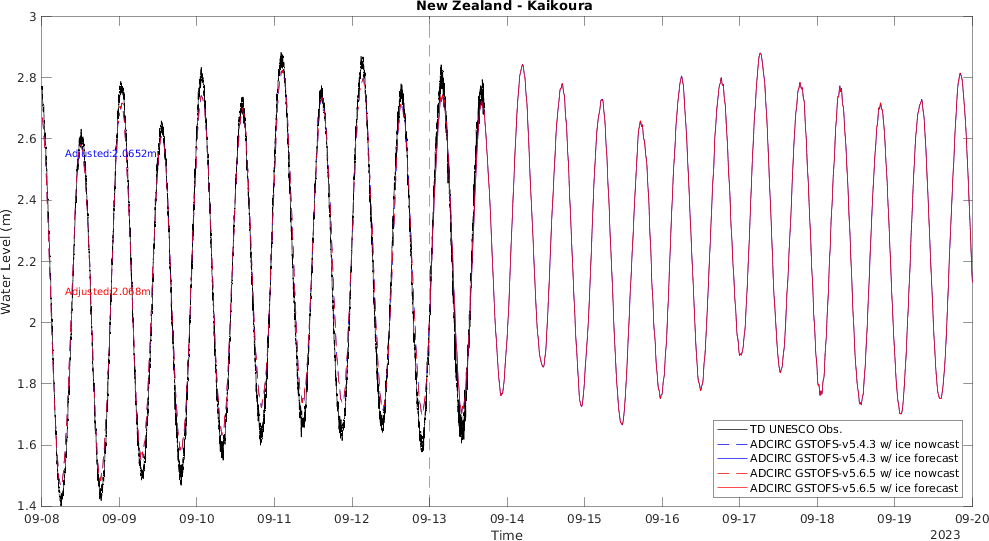 New Zealand - Kaikoura
Water Level (m)
3
2.8
2.6
2.4
2.2
2
1.8
1.6
1.4
Adjusted:2.0652m
Adjusted:2.068m
TD UNESCO Obs.
ADCIRC GSTOFS-v5.4.3 w/ ice nowcast
ADCIRC GSTOFS-v5.4.3 w/ ice forecast
ADCIRC GSTOFS-v5.6.5 w/ ice nowcast
ADCIRC GSTOFS-v5.6.5 w/ ice forecast
09-08 09-09 09-10 09-11 09-12 09-13 09-14 09-15 09-16 09-17 09-18 09-19 09-20
Time
2023